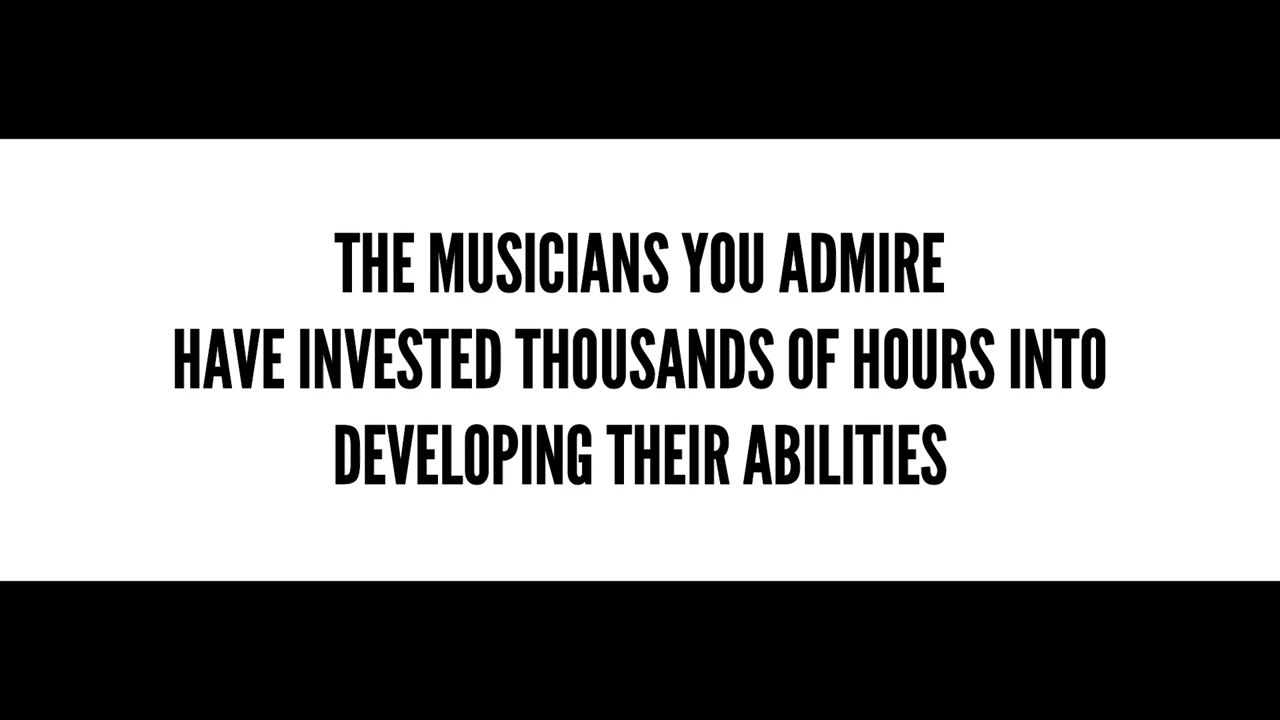 THE MUSICIANS YOU ADMIRE
HAVE INVESTED THOUSANDS OF HOURS INTO
DEVELOPING THEIR ABILITIES